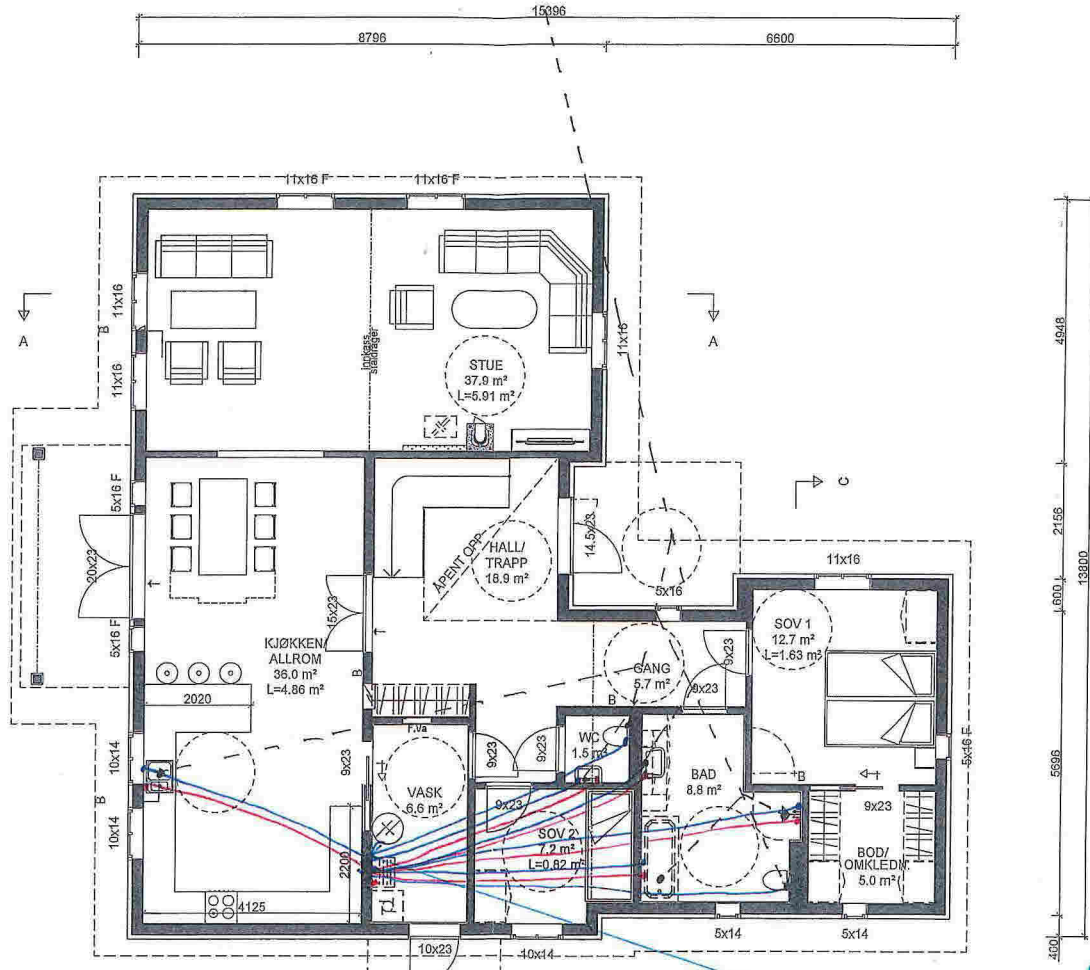 15396
8796
6600
11x16 F
11x16 F
11x16
B
11x16
A
A
4948
11x16
Innkass.
ståldrager
STUE
37.9 m²
L=5.91 m²
C
5x16 F
20x23
5x16 F
15x23
14.5x23
ÅPENT OPP
HALL/
TRAPP
18.9 m²
2156
13800
600
11x16
5x16
SOV 1
12.7 m²
L=1.63 m²
KJØKKEN/
ALLROM
36.0 m²
L=4.86 m²
B
GANG
5.7 m²
9x23
9x23
B
2020
F.Va
10x14
9x23
9x23
9x23
WC
1.5 m²
5x16 F
5696
BAD
8.8 m²
B
B
VASK
6.6 m²
9x23
9x23
10x14
SOV 2
7.2 m²
L=0.82 m²
BOD/
OMKLEDN.
5.0 m²
2200
4125
10x23
10x14
5x14
5x14
400